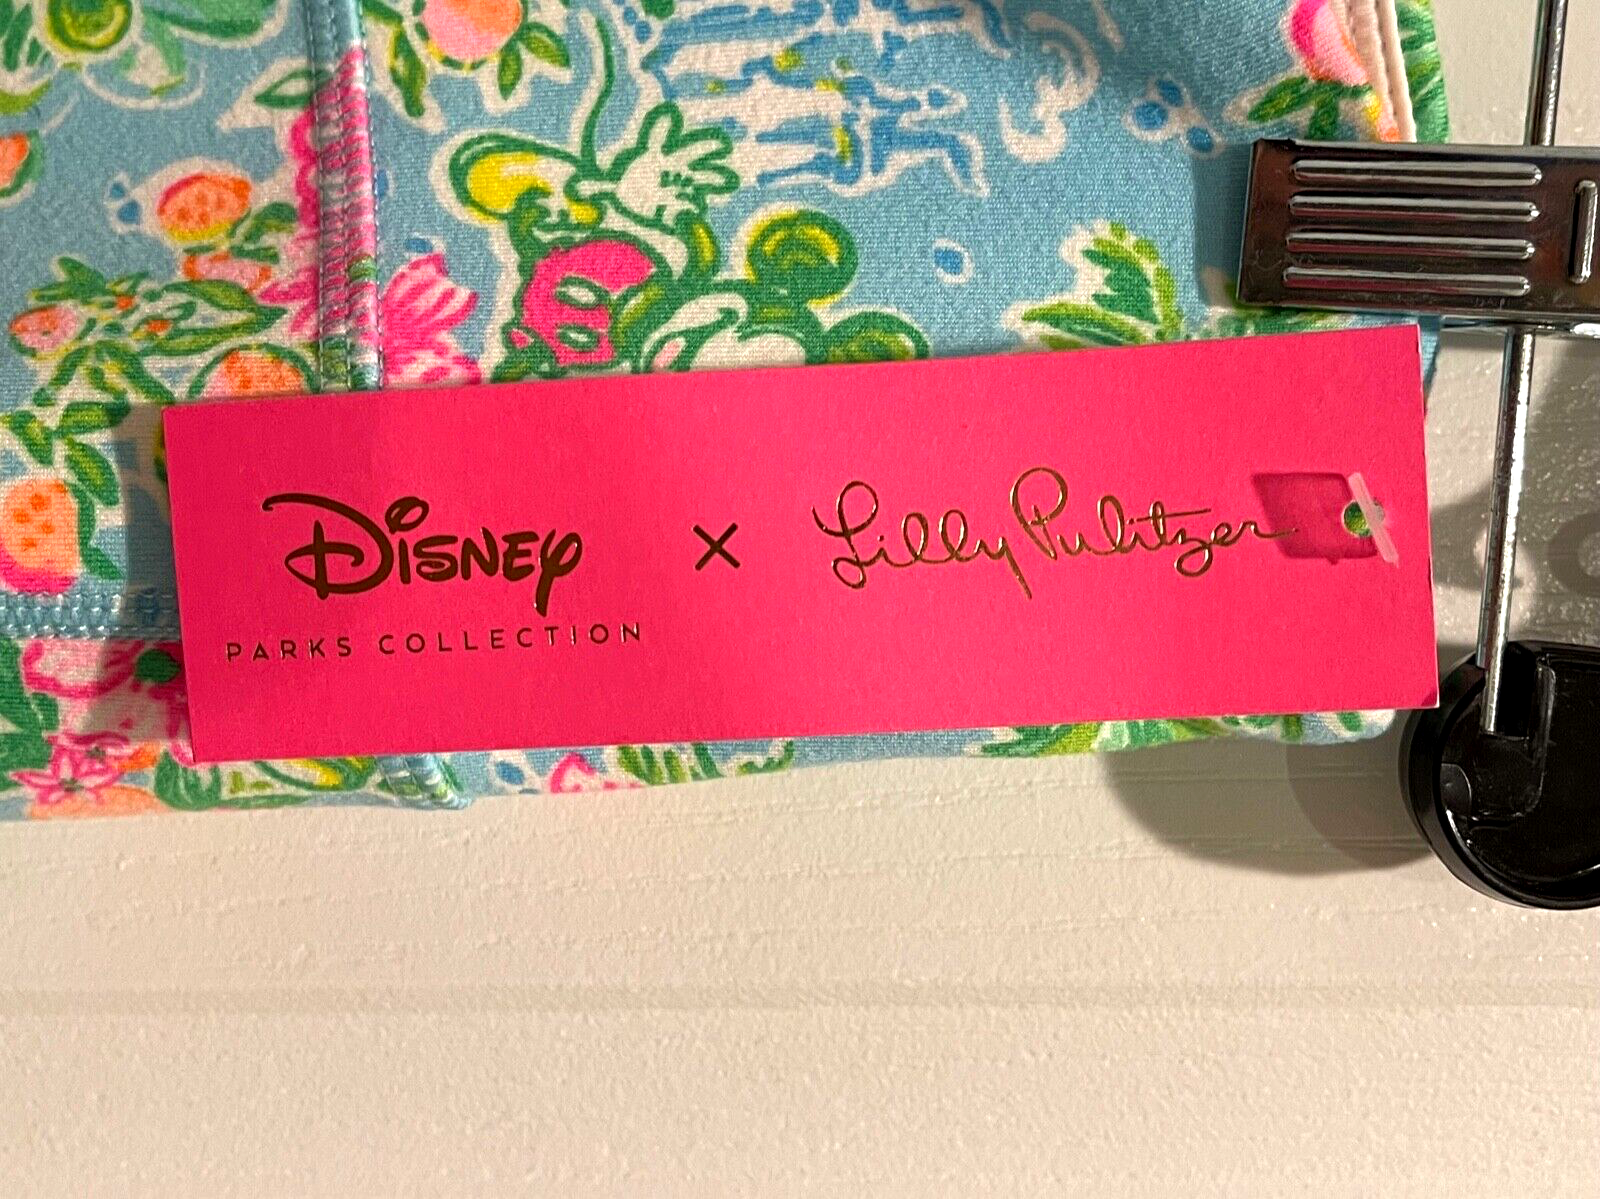 Disney × Lilly Pulitzer
PARKS COLLECTION